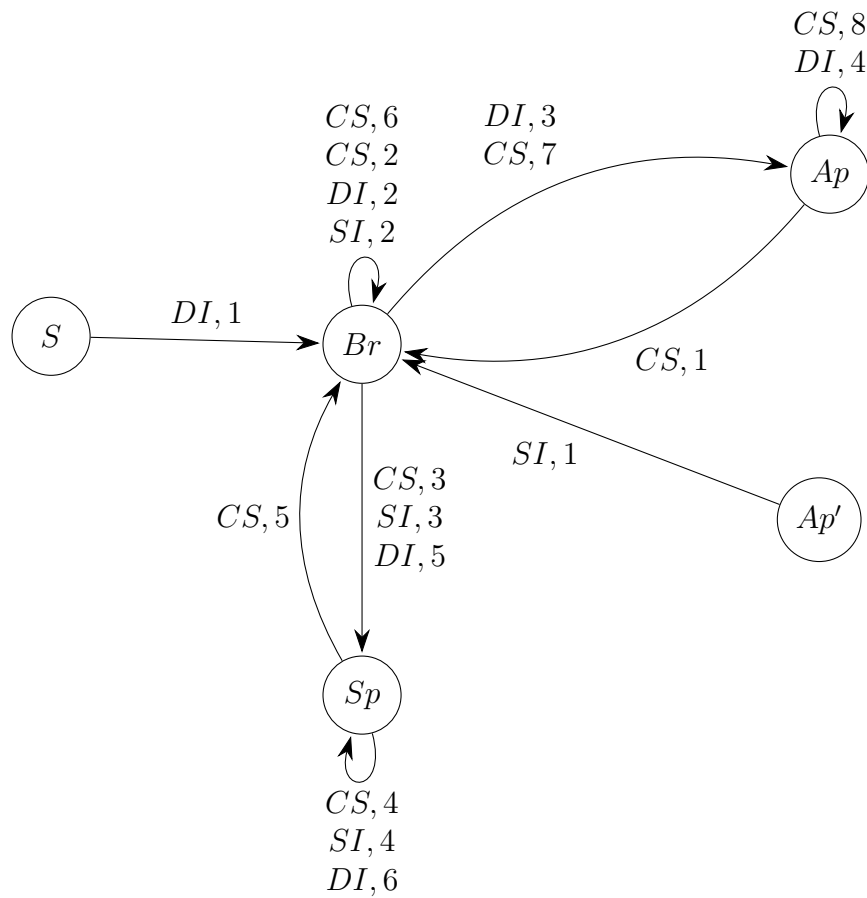 CS, 8
DI, 4
CS, 6
CS, 2
DI, 2
SI, 2
DI, 3
CS, 7
Ap
S
DI, 1
Br
CS, 1
SI, 1
Ap′
CS, 5
CS, 3
SI, 3
DI, 5
Sp
CS, 4
SI, 4
DI, 6